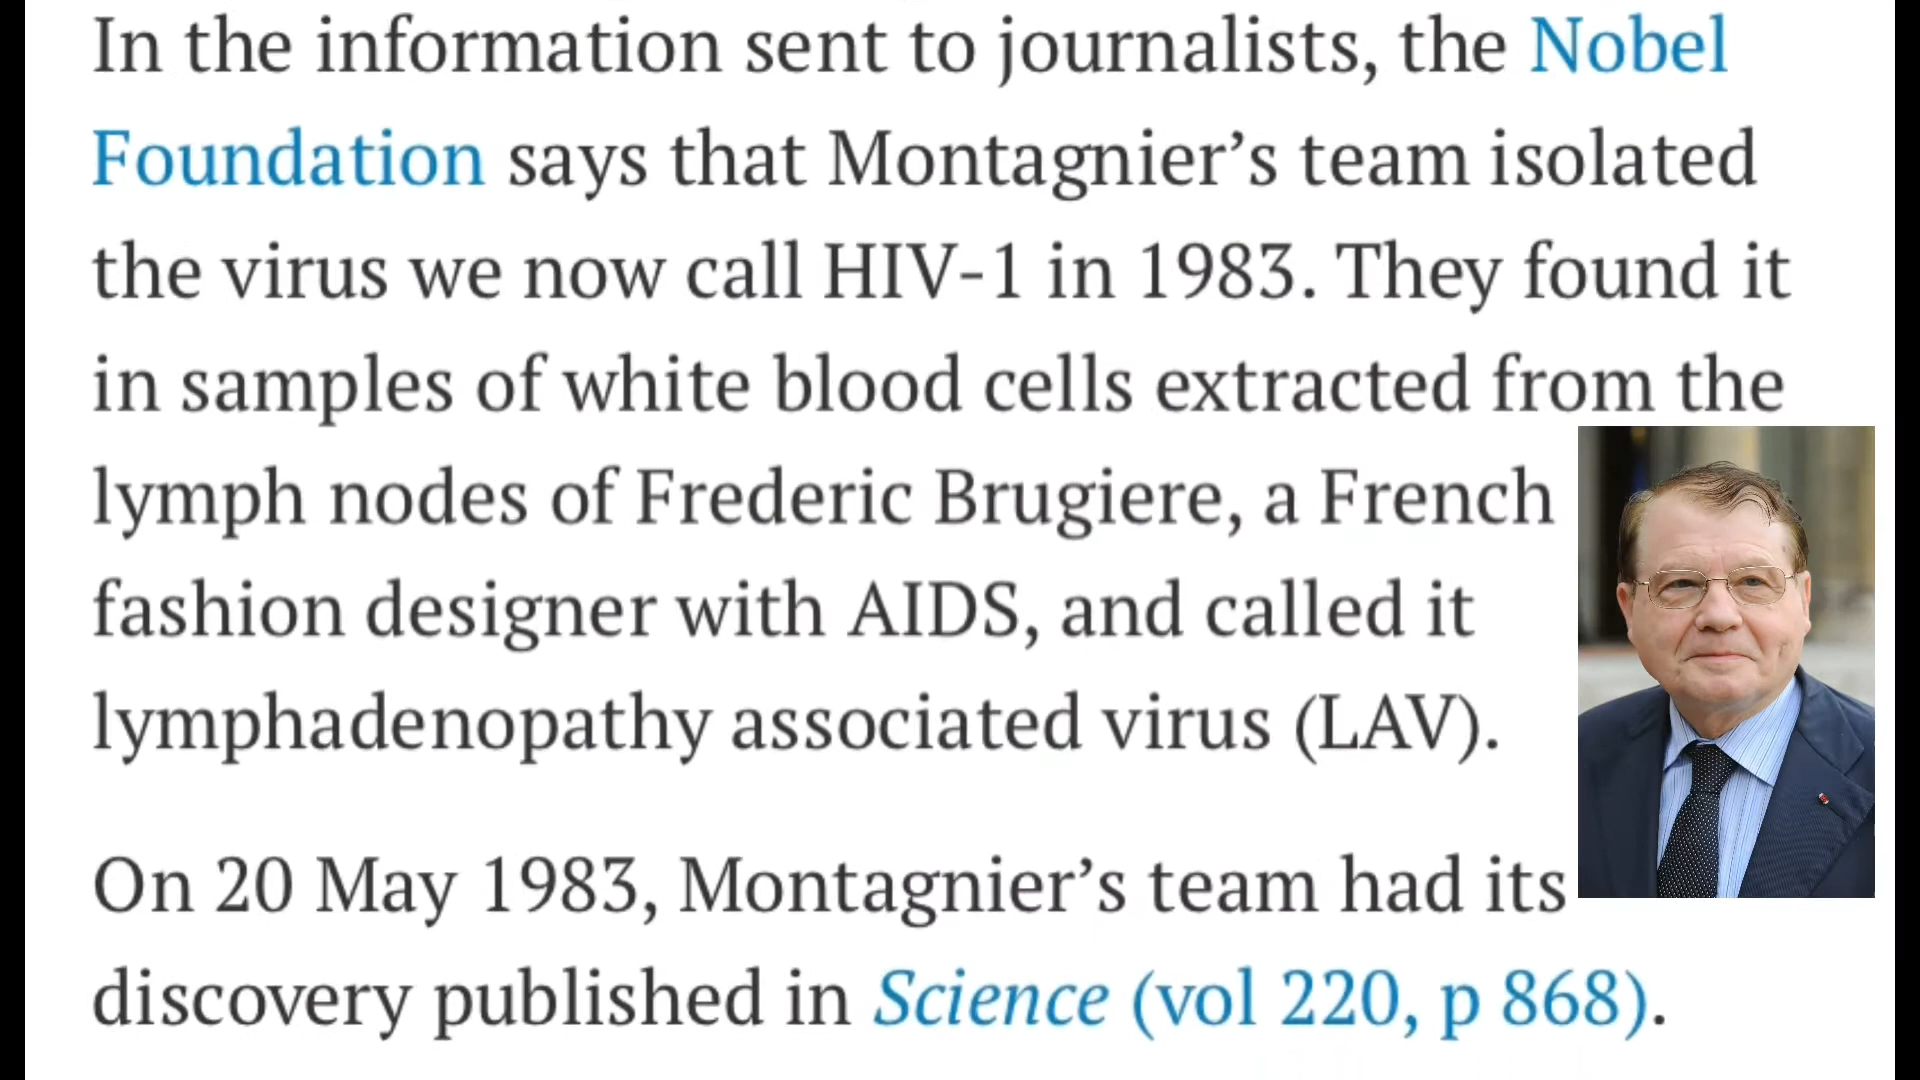 In the information sent to journalists, the Nobel
Foundation says that Montagnier’s team isolated
the virus we now call HIV-1 in 1983. They found it
in samples of white blood cells extracted from the
lymph nodes of Frederic Brugiere, a French
fashion designer with AIDS, and called it
lymphadenopathy associated virus (LAV).
On 20 May 1983, Montagnier’s team had its
discovery published in Science (vol 220, p 868).